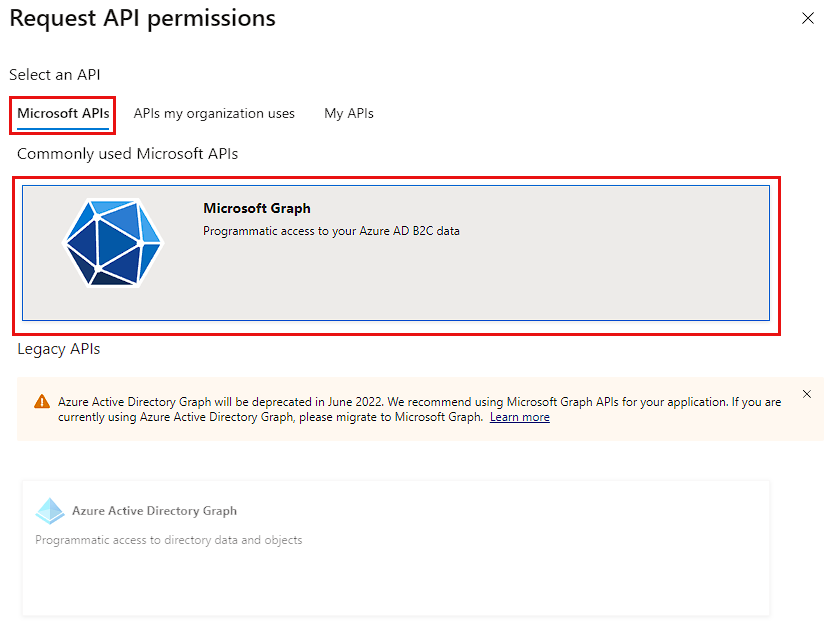 Request API permissions
Select an API
Microsoft APIs
APIs my organization uses
My APIs
Commonly used Microsoft APIs
Microsoft Graph
Programmatic access to your Azure AD B2C data
Legacy APIs
Azure Active Directory Graph will be deprecated in June 2022. We recommend using Microsoft Graph APIs for your application. If you are
currently using Azure Active Directory Graph, please migrate to Microsoft Graph. Learn more
Azure Active Directory Graph
Programmatic access to directory data and objects